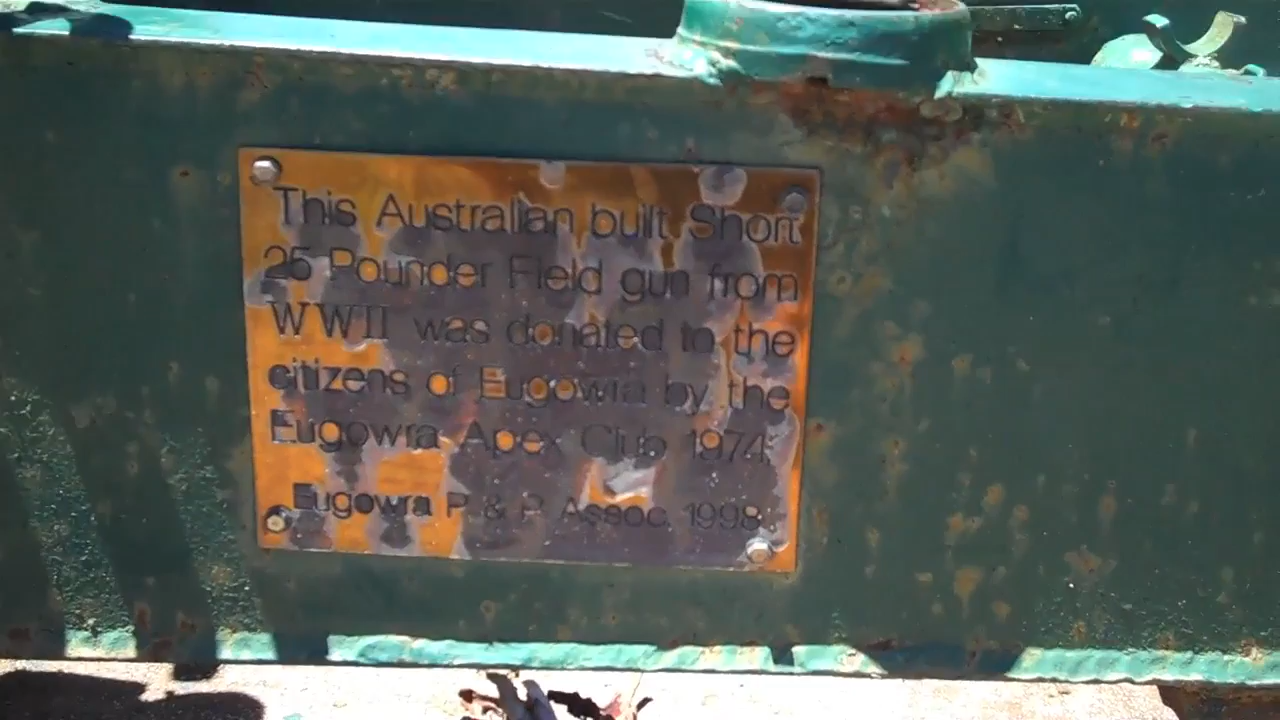 This Australian built Short
25 Pounder Field gun from
WWII was donated to the
citizens of Eugowra by the
Eugowra Apex Club 1974.
Eugowra P & P Assoc. 1998.